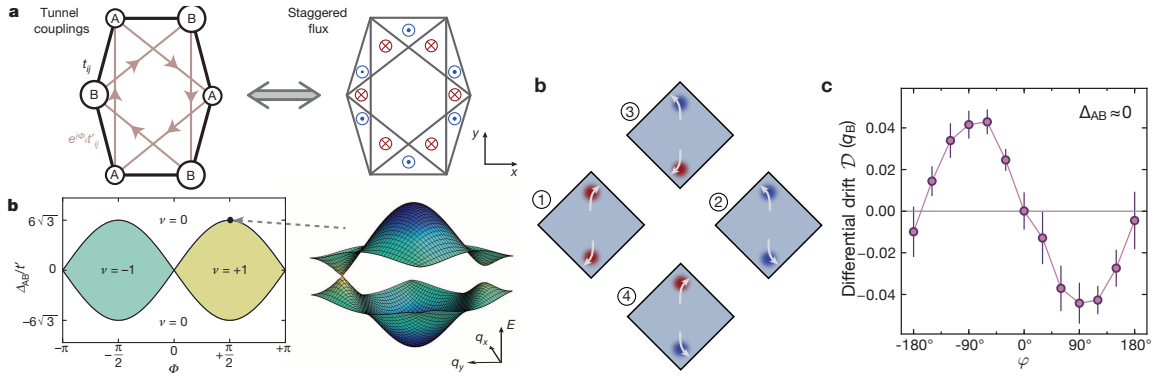 a
Tunnel couplings
Staggered flux
A
B
t_ij
B
A
e^{iΦ_ij}t'_ij
A
B
y
x
b
6√3
0
-6√3
Δ_AB/t'
ν = 0
ν = -1
ν = +1
ν = 0
-π
-π/2
0
+π/2
+π
Φ
E
q_x
q_y
b
3
1
2
4
c
Δ_AB≈0
Differential drift 𝒟 (q_B)
0.04
0.02
0.00
-0.02
-0.04
-180°
-90°
0
90°
180°
φ